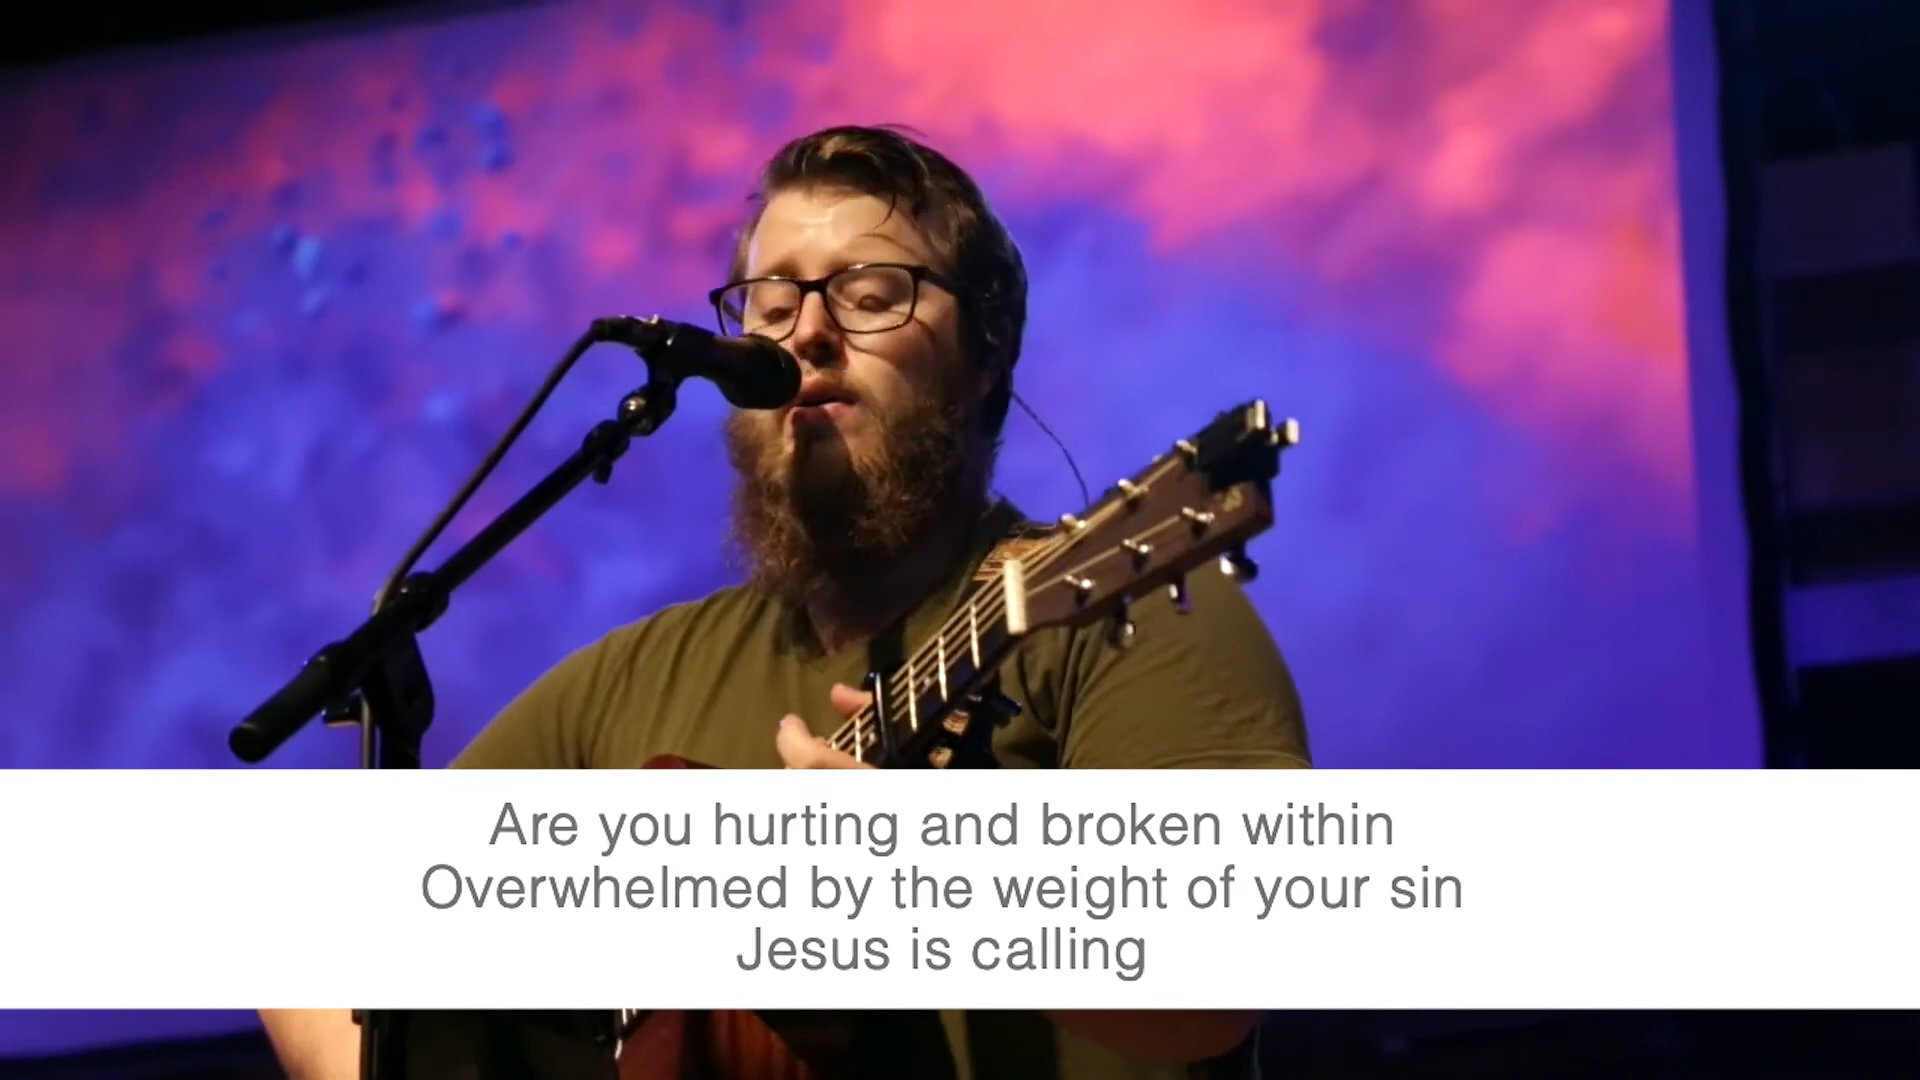 Are you hurting and broken within
Overwhelmed by the weight of your sin
Jesus is calling